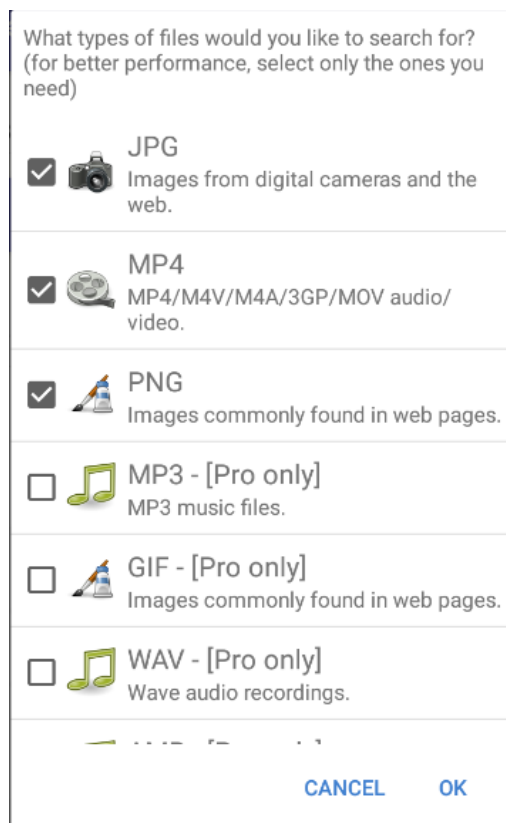 What types of files would you like to search for?
(for better performance, select only the ones you
need)
JPG
Images from digital cameras and the
web.
MP4
MP4/M4V/M4A/3GP/MOV audio/
video.
PNG
Images commonly found in web pages.
MP3 - [Pro only]
MP3 music files.
GIF - [Pro only]
Images commonly found in web pages.
WAV - [Pro only]
Wave audio recordings.
CANCEL OK